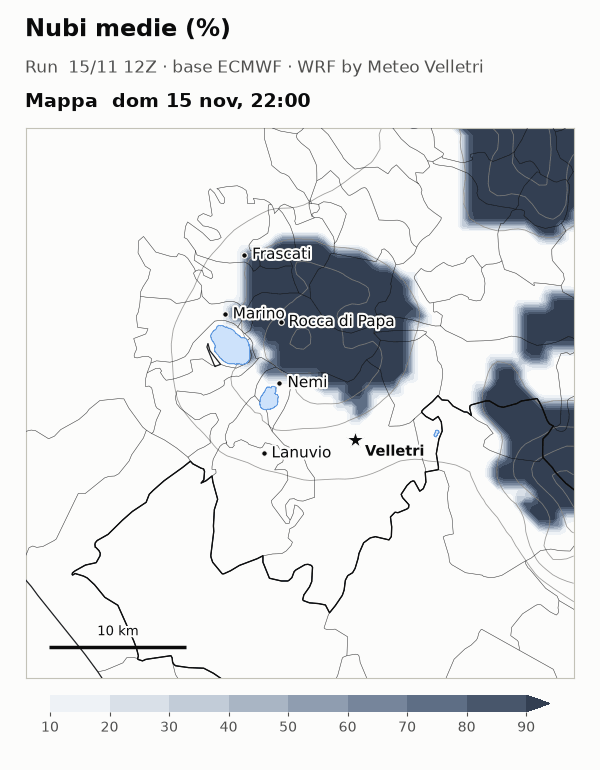 Nubi medie (%)
Run  15/11 12Z · base ECMWF · WRF by Meteo Velletri
Mappa  dom 15 nov, 22:00
Frascati
Marino
Rocca di Papa
Nemi
Velletri
Lanuvio
10 km
10 20 30 40 50 60 70 80 90